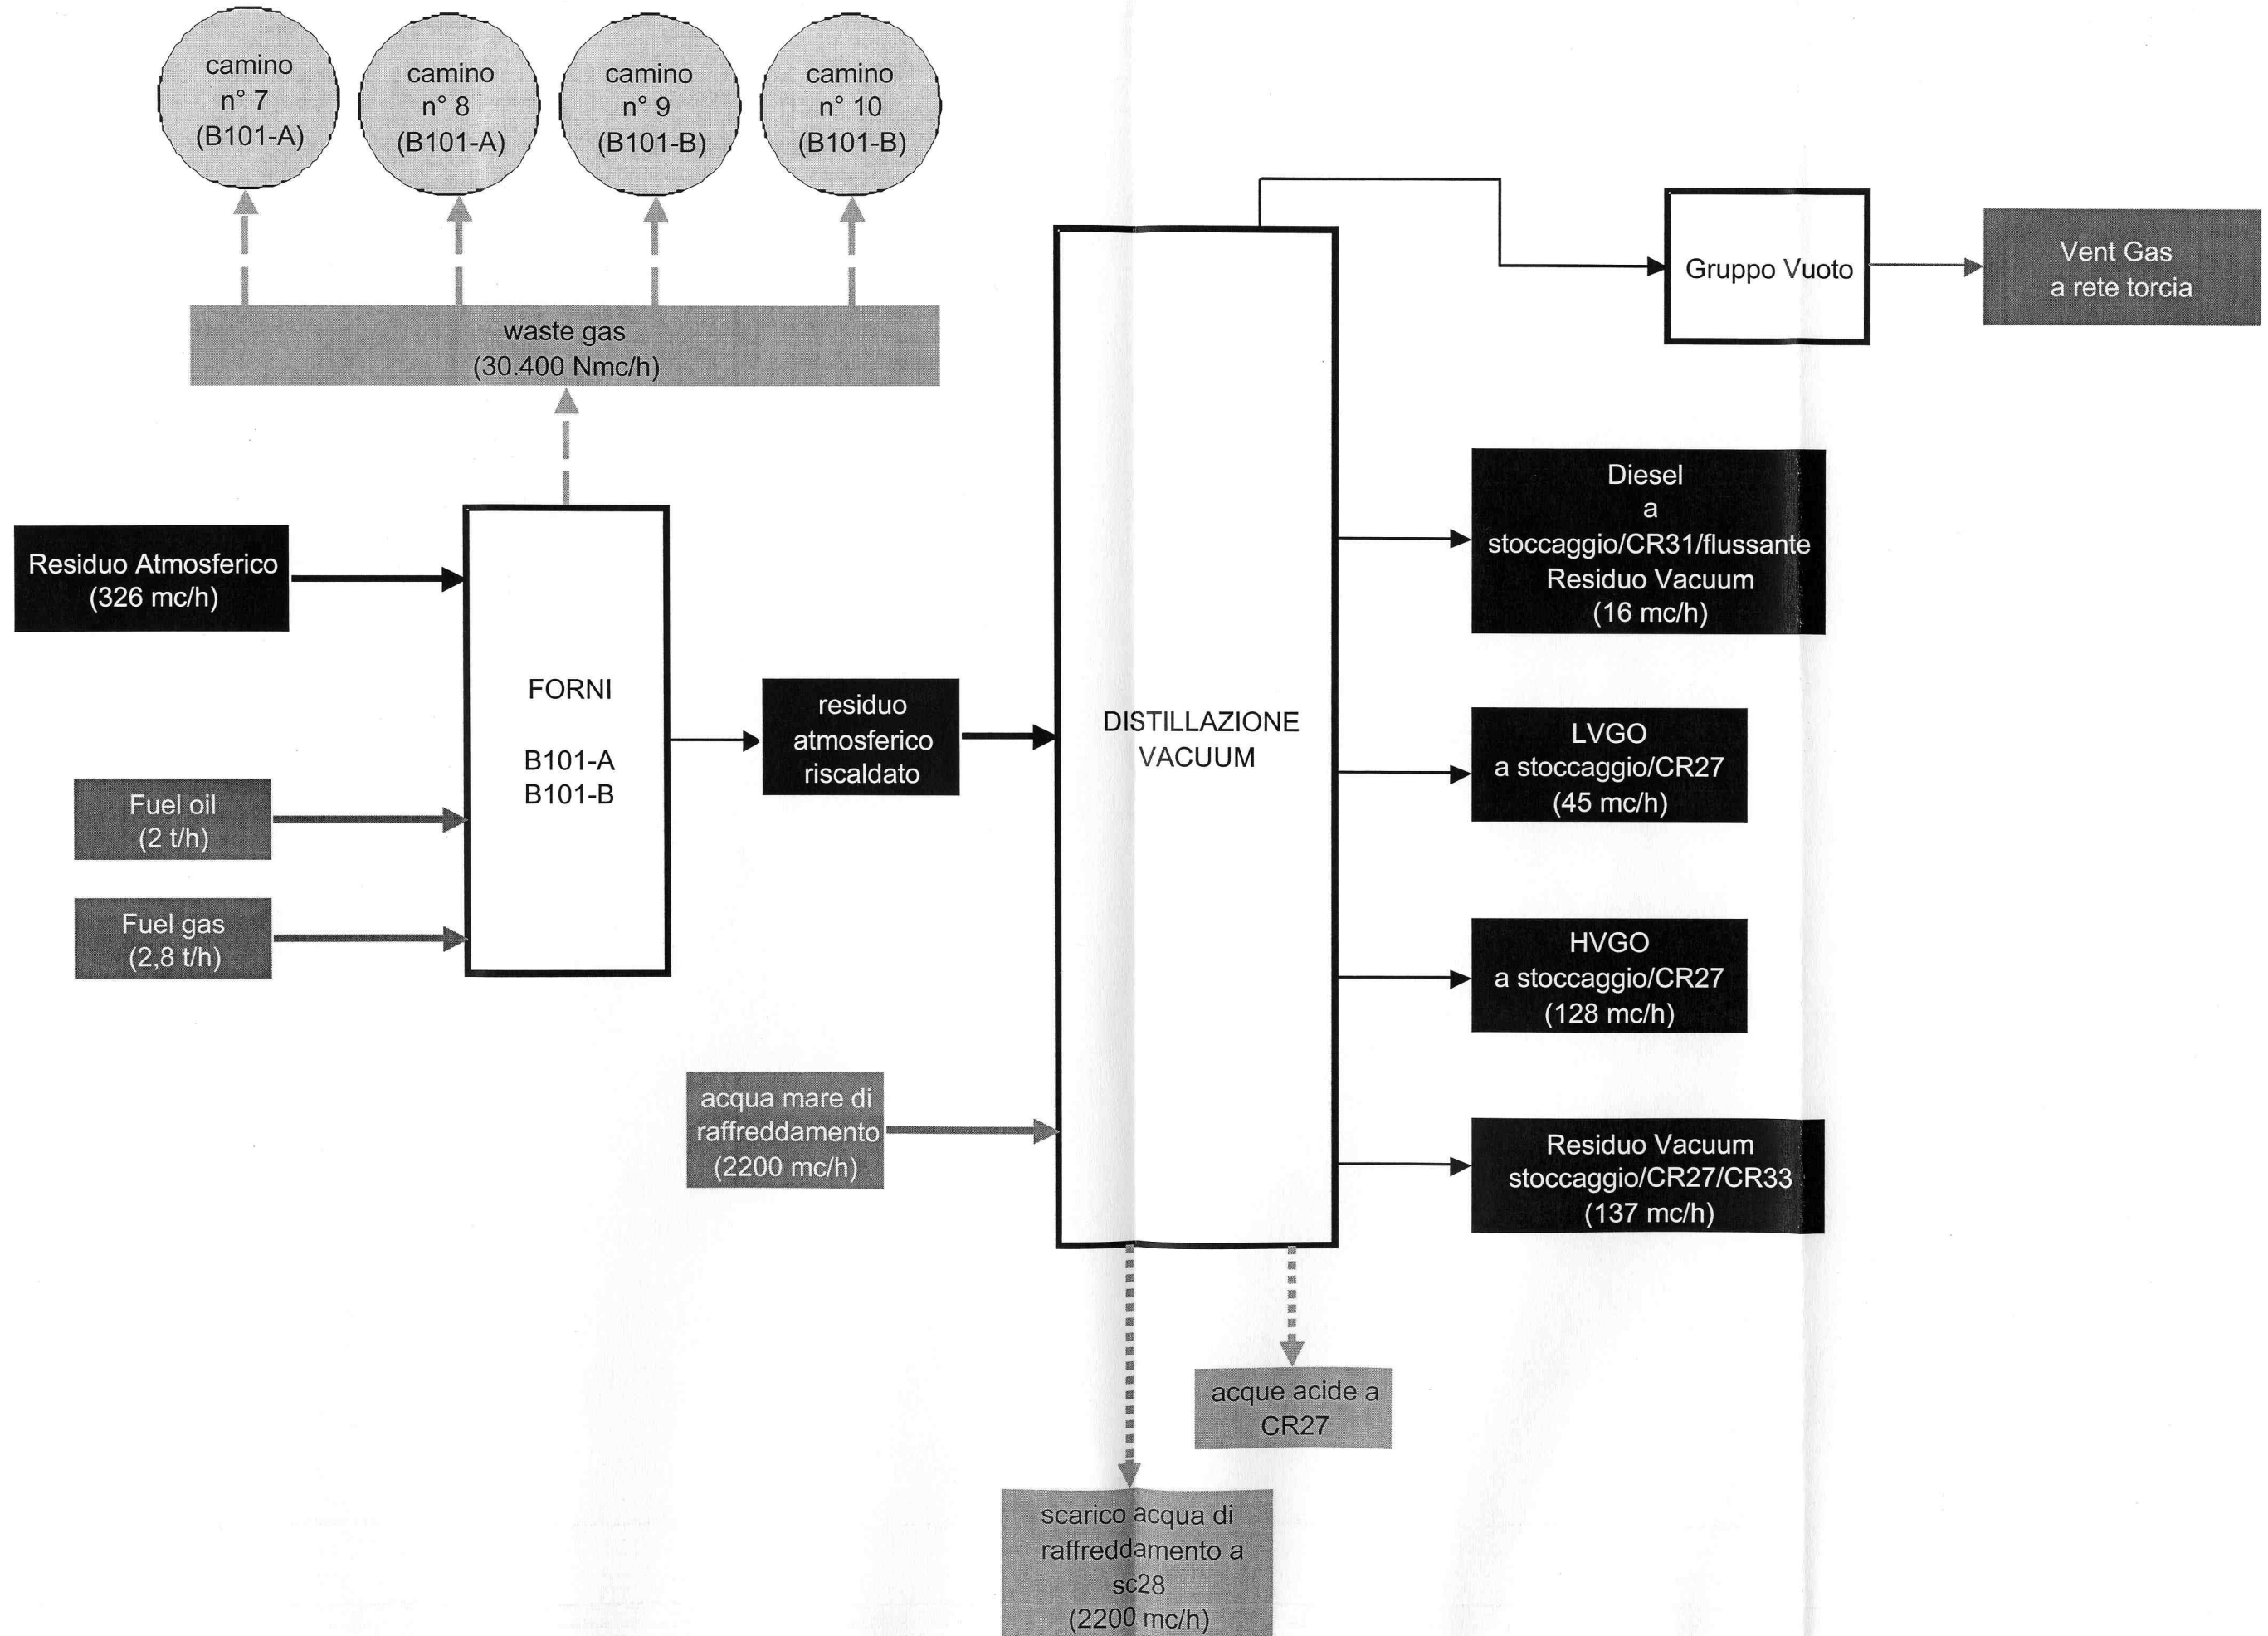 camino
n° 7
(B101-A)
camino
n° 8
(B101-A)
camino
n° 9
(B101-B)
camino
n° 10
(B101-B)
waste gas
(30.400 Nmc/h)
Gruppo Vuoto
Vent Gas
a rete torcia
Residuo Atmosferico
(326 mc/h)
Fuel oil
(2 t/h)
Fuel gas
(2,8 t/h)
FORNI
B101-A
B101-B
residuo
atmosferico
riscaldato
DISTILLAZIONE
VACUUM
Diesel
a
stoccaggio/CR31/flussante
Residuo Vacuum
(16 mc/h)
LVGO
a stoccaggio/CR27
(45 mc/h)
HVGO
a stoccaggio/CR27
(128 mc/h)
Residuo Vacuum
stoccaggio/CR27/CR33
(137 mc/h)
acqua mare di
raffreddamento
(2200 mc/h)
acque acide a
CR27
scarico acqua di
raffreddamento a
sc28
(2200 mc/h)